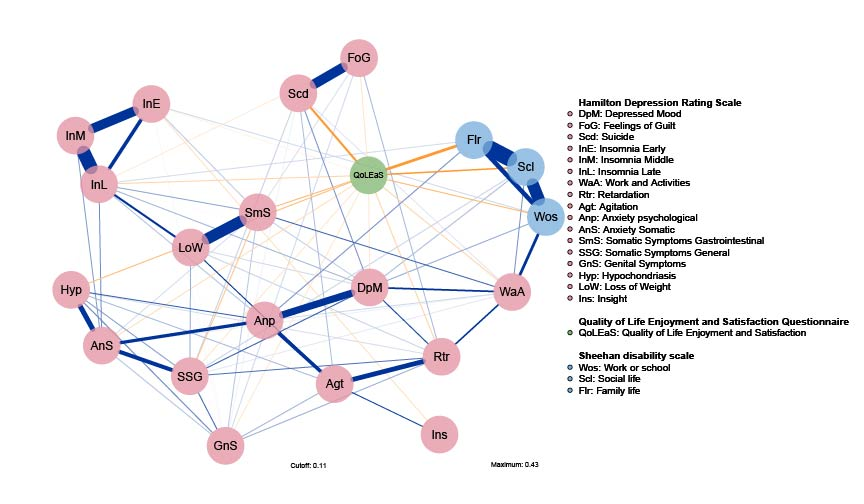 FoG
Scd
InE
InM
Flr
Scl
QoLEaS
InL
SmS
Wos
LoW
Hyp
DpM
WaA
Anp
AnS
Rtr
SSG
Agt
Ins
GnS
Cutoff: 0.11
Maximum: 0.43
Hamilton Depression Rating Scale
DpM: Depressed Mood
FoG: Feelings of Guilt
Scd: Suicide
InE: Insomnia Early
InM: Insomnia Middle
InL: Insomnia Late
WaA: Work and Activities
Rtr: Retardation
Agt: Agitation
Anp: Anxiety psychological
AnS: Anxiety Somatic
SmS: Somatic Symptoms Gastrointestinal
SSG: Somatic Symptoms General
GnS: Genital Symptoms
Hyp: Hypochondriasis
LoW: Loss of Weight
Ins: Insight
Quality of Life Enjoyment and Satisfaction Questionnaire
QoLEaS: Quality of Life Enjoyment and Satisfaction
Sheehan disability scale
Wos: Work or school
Scl: Social life
Flr: Family life